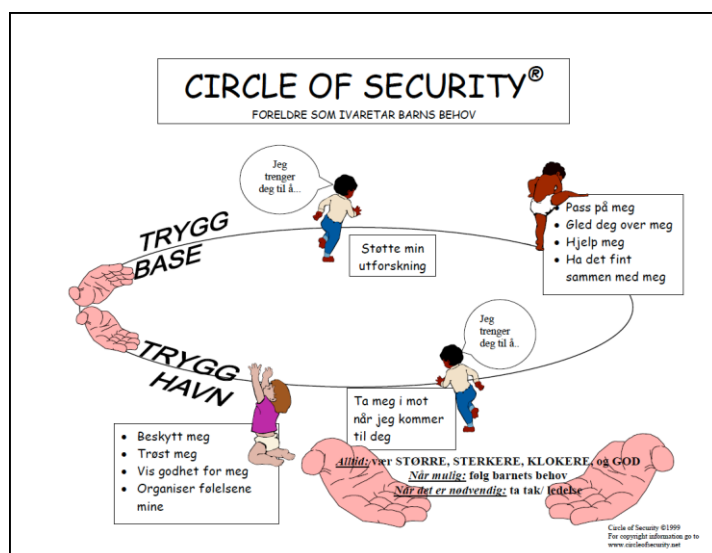 CIRCLE OF SECURITY®
FORELDRE SOM IVARETAR BARNS BEHOV
Jeg
trenger
deg til å...
TRYGG
BASE
Støtte min
utforskning
• Pass på meg
• Gled deg over meg
• Hjelp meg
• Ha det fint
sammen med meg
Jeg
trenger
deg til å..
TRYGG
HAVN
Ta meg i mot
når jeg kommer
til deg
• Beskytt meg
• Trøst meg
• Vis godhet for meg
• Organiser følelsene
mine
Alltid: vær STØRRE, STERKERE, KLOKERE, og GOD
Når mulig: følg barnets behov
Når det er nødvendig: ta tak/ ledelse
Circle of Security ©1999
For copyright information go to
www.circleofsecurity.net